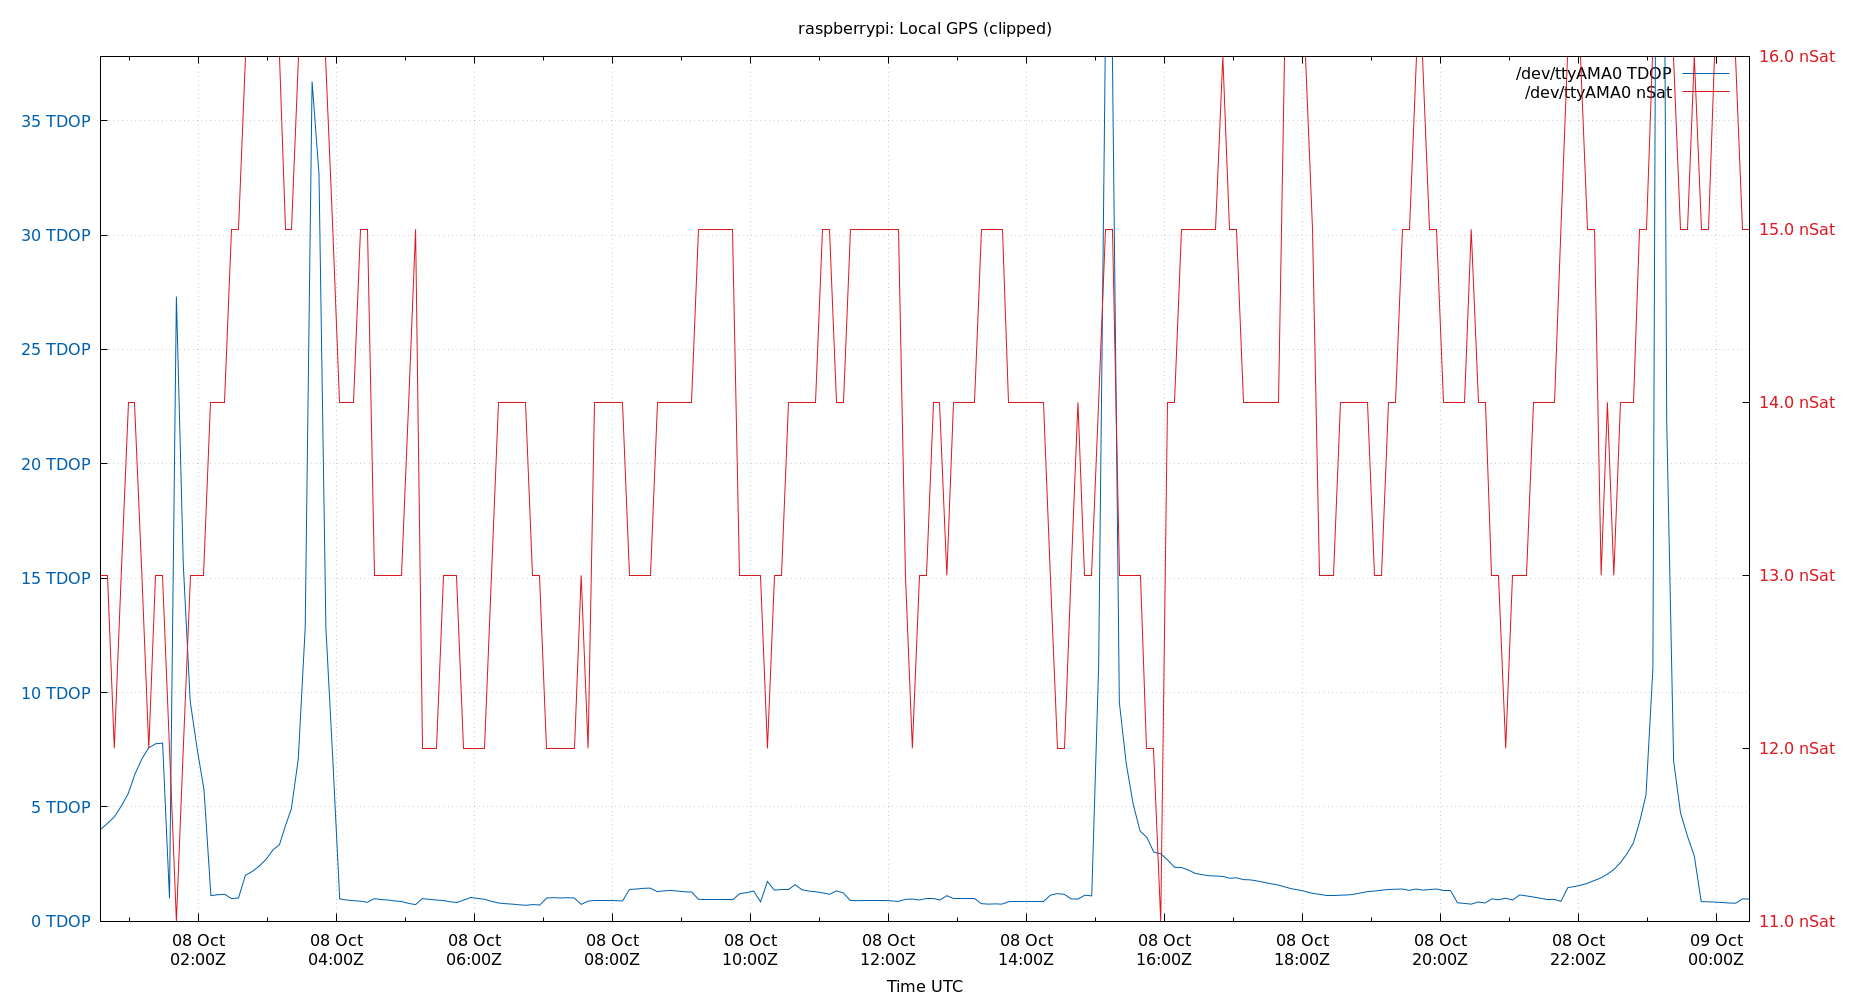 raspberrypi: Local GPS (clipped)
/dev/ttyAMA0 TDOP
/dev/ttyAMA0 nSat
35 TDOP
30 TDOP
25 TDOP
20 TDOP
15 TDOP
10 TDOP
5 TDOP
0 TDOP
16.0 nSat
15.0 nSat
14.0 nSat
13.0 nSat
12.0 nSat
11.0 nSat
08 Oct
02:00Z
08 Oct
04:00Z
08 Oct
06:00Z
08 Oct
08:00Z
08 Oct
10:00Z
08 Oct
12:00Z
08 Oct
14:00Z
08 Oct
16:00Z
08 Oct
18:00Z
08 Oct
20:00Z
08 Oct
22:00Z
09 Oct
00:00Z
Time UTC